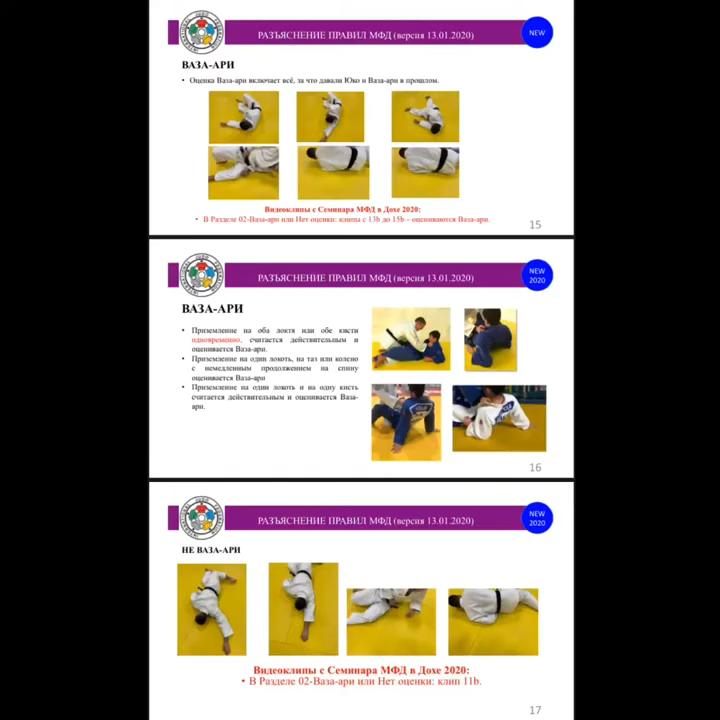 РАЗЪЯСНЕНИЕ ПРАВИЛ МФД (версия 13.01.2020)
NEW
ВАЗА-АРИ
• Оценка Ваза-ари включает всё, за что давали Юко и Ваза-ари в прошлом.
Видеоклипы с Семинара МФД в Дохе 2020:
• В Разделе 02-Ваза-ари или Нет оценки: клипы с 13b до 15b – оцениваются Ваза-ари.
15
РАЗЪЯСНЕНИЕ ПРАВИЛ МФД (версия 13.01.2020)
NEW
2020
ВАЗА-АРИ
• Приземление на оба локтя или обе кисти
одновременно, считается действительным и
оценивается Ваза-ари.
• Приземление на один локоть, на таз или колено
с немедленным продолжением на спину
оценивается Ваза-ари
• Приземление на один локоть и на одну кисть
считается действительным и оценивается Ваза-
ари.
16
РАЗЪЯСНЕНИЕ ПРАВИЛ МФД (версия 13.01.2020)
NEW
2020
НЕ ВАЗА-АРИ
Видеоклипы с Семинара МФД в Дохе 2020:
• В Разделе 02-Ваза-ари или Нет оценки: клип 11b.
17